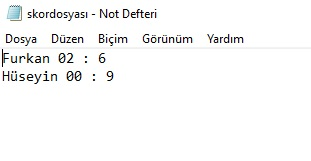 skordosyası - Not Defteri
Dosya Düzen Biçim Görünüm Yardım
Furkan 02 : 6
Hüseyin 00 : 9